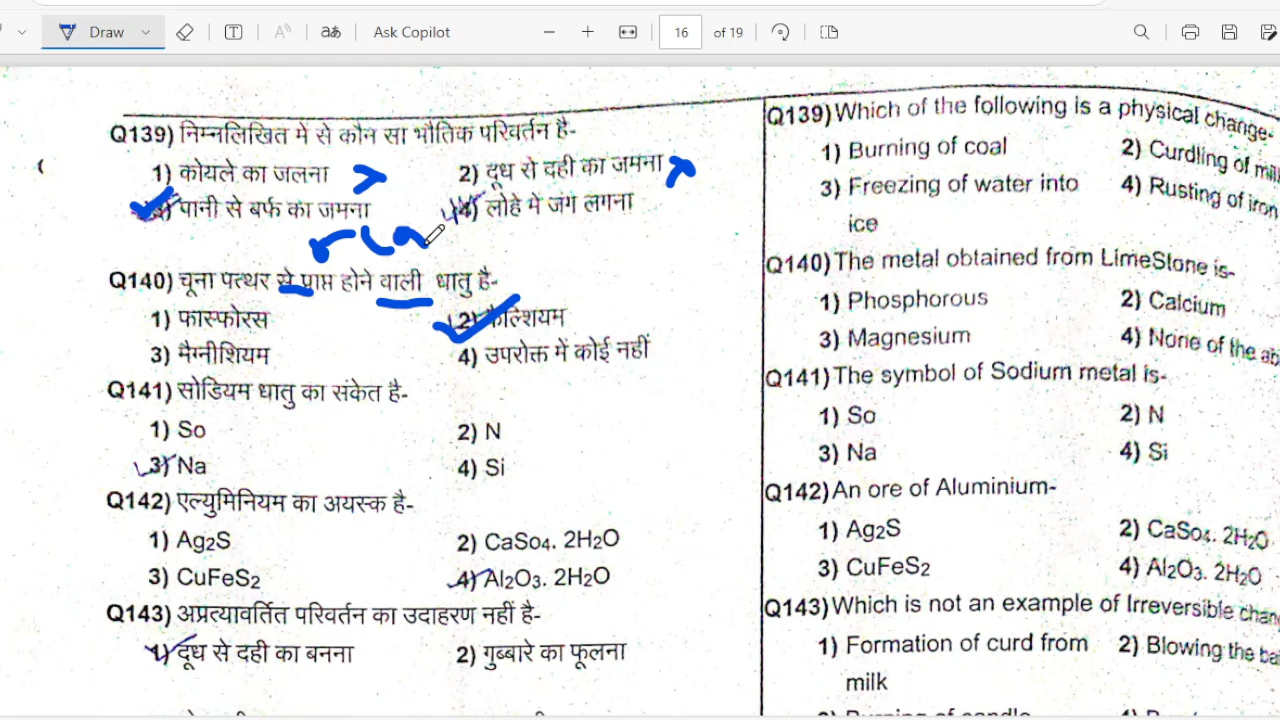 Draw
aあ
Ask Copilot
16 of 19
Q139) निम्नलिखित में से कौन सा भौतिक परिवर्तन है-
1) कोयले का जलना
2) दूध से दही का जमना
3) पानी से बर्फ का जमना
4) लोहे मे जंग लगना
Q140) चूना पत्थर से प्राप्त होने वाली धातु है-
1) फास्फोरस
2) कैल्शियम
3) मैग्नीशियम
4) उपरोक्त में कोई नहीं
Q141) सोडियम धातु का संकेत है-
1) So
2) N
3) Na
4) Si
Q142) एल्युमिनियम का अयस्क है-
1) Ag2S
2) CaSo4. 2H2O
3) CuFeS2
4) Al2O3. 2H2O
Q143) अप्रत्यावर्तित परिवर्तन का उदाहरण नहीं है-
1) दूध से दही का बनना
2) गुब्बारे का फूलना
Q139) Which of the following is a physical change-
1) Burning of coal
2) Curdling of
3) Freezing of water into
4) Rusting of iron
ice
Q140) The metal obtained from LimeStone is-
1) Phosphorous
2) Calcium
3) Magnesium
4) None of the
Q141) The symbol of Sodium metal is-
1) So
2) N
3) Na
4) Si
Q142) An ore of Aluminium-
1) Ag2S
2) CaSo4. 2H2O
3) CuFeS2
4) Al2O3. 2H2O
Q143) Which is not an example of Irreversible
1) Formation of curd from
2) Blowing the
milk